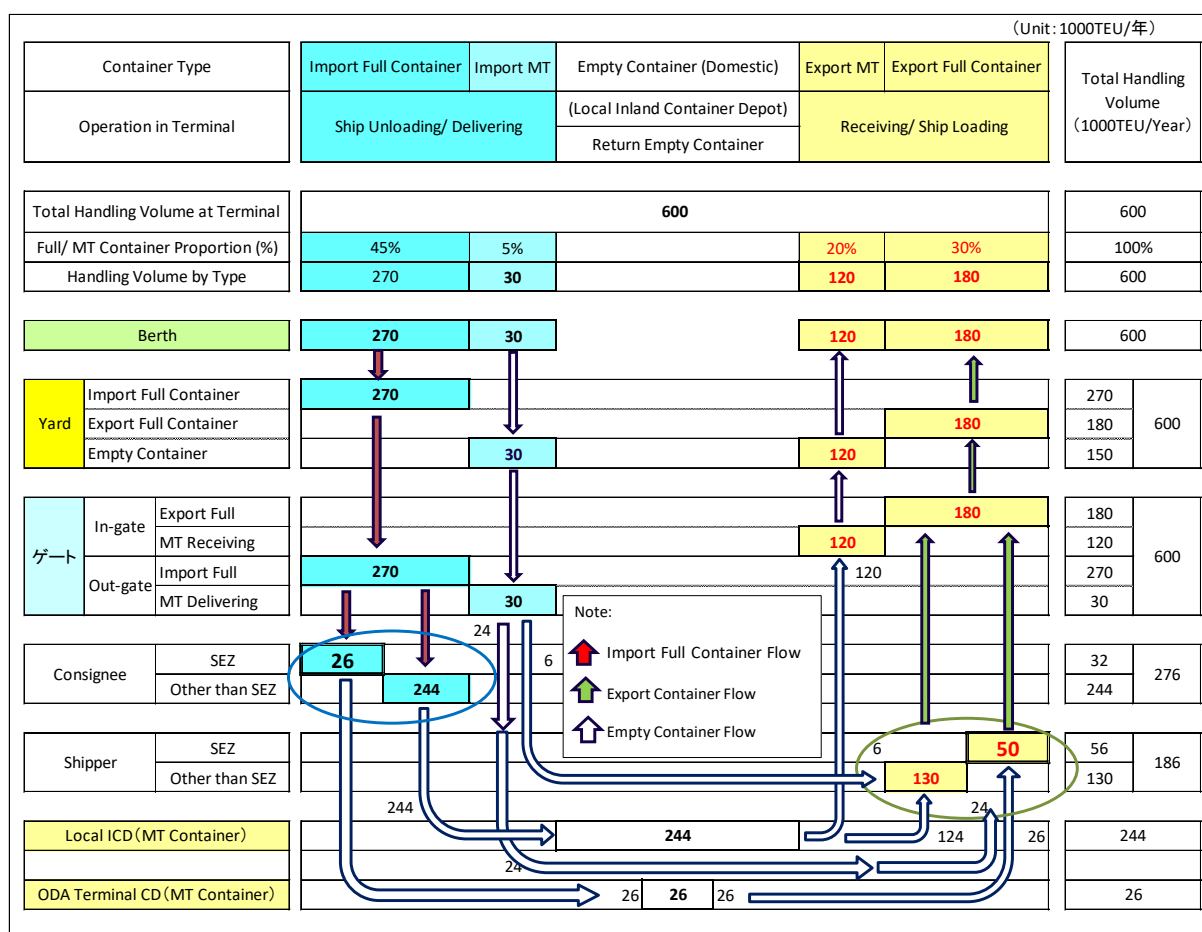 （Unit：1000TEU/年）
Container Type Import Full Container Import MT Empty Container (Domestic) Export MT Export Full Container Total Handling Volume （1000TEU/Year）
Operation in Terminal Ship Unloading/ Delivering (Local Inland Container Depot) Receiving/ Ship Loading
Return Empty Container
Total Handling Volume at Terminal 600 600
Full/ MT Container Proportion (%) 45% 5% 20% 30% 100%
Handling Volume by Type 270 30 120 180 600
Berth 270 30 120 180 600
Yard Import Full Container 270 270 600
Export Full Container 180 180
Empty Container 30 120 150
ゲート In-gate Export Full 180 180 600
MT Receiving 120 120
Out-gate Import Full 270 120 270
MT Delivering 30 30
Note:
Import Full Container Flow
Export Container Flow
Empty Container Flow
24
Consignee SEZ 26 6 32 276
Other than SEZ 244 244
Shipper SEZ 6 50 56 186
Other than SEZ 130 130
244 24
Local ICD（MT Container） 244 124 26 244
24
ODA Terminal CD（MT Container） 26 26 26 26